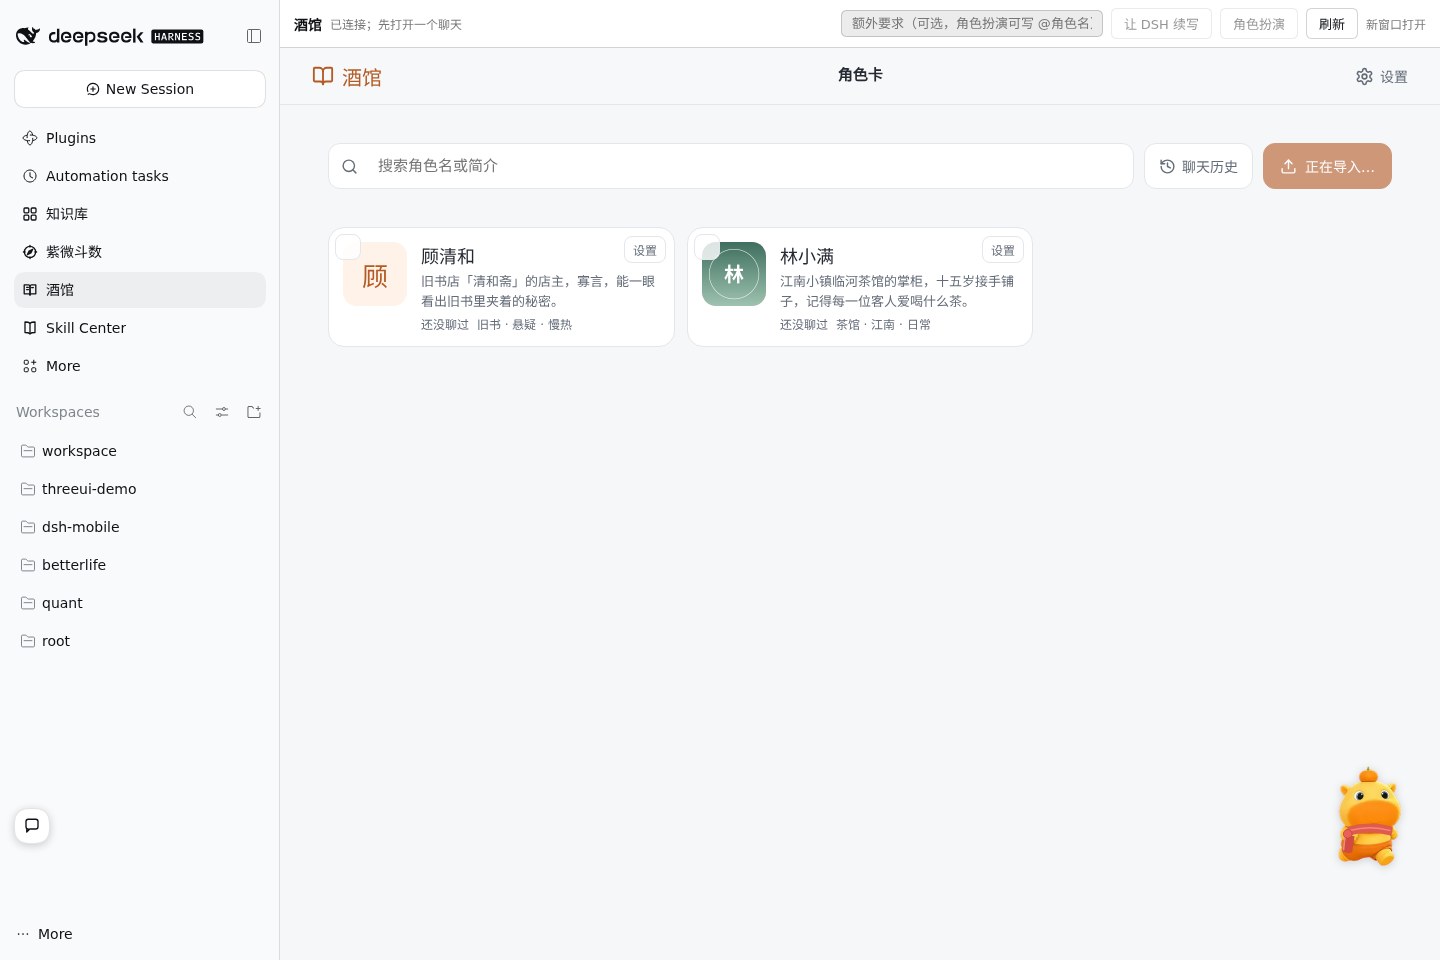 deepseek HARNESS
New Session
Plugins
Automation tasks
知识库
紫微斗数
酒馆
Skill Center
More
Workspaces
workspace
threeui-demo
dsh-mobile
betterlife
quant
root
More
酒馆 已连接；先打开一个聊天
额外要求（可选，角色扮演可写 @角色名
让 DSH 续写
角色扮演
刷新
新窗口打开
酒馆
角色卡
设置
搜索角色名或简介
聊天历史
正在导入...
顾
顾清和
设置
旧书店「清和斋」的店主，寡言，能一眼
看出旧书里夹着的秘密。
还没聊过 旧书 · 悬疑 · 慢热
林
林小满
设置
江南小镇临河茶馆的掌柜，十五岁接手铺
子，记得每一位客人爱喝什么茶。
还没聊过 茶馆 · 江南 · 日常